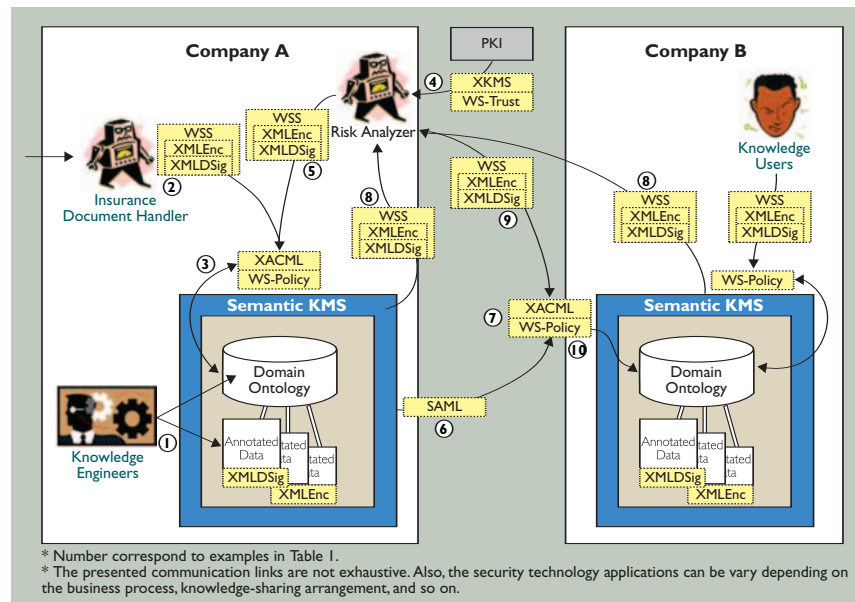 Company A
PKI
Company B
④
XKMS
WS-Trust
WSS
XMLEnc
XMLDSig
⑤
Risk Analyzer
WSS
XMLEnc
XMLDSig
②
Insurance
Document Handler
Knowledge
Users
WSS
XMLEnc
XMLDSig
⑨
⑧
WSS
XMLEnc
XMLDSig
WSS
XMLEnc
XMLDSig
⑧
WSS
XMLEnc
XMLDSig
③
XACML
WS-Policy
WS-Policy
Semantic KMS
⑦
XACML
WS-Policy
⑩
Semantic KMS
Domain
Ontology
Domain
Ontology
SAML
⑥
①
Knowledge
Engineers
Annotated
Data
XMLDSig
XMLEnc
Annotated
Data
XMLDSig
XMLEnc
* Number correspond to examples in Table 1.
* The presented communication links are not exhaustive. Also, the security technology applications can be vary depending on
the business process, knowledge-sharing arrangement, and so on.